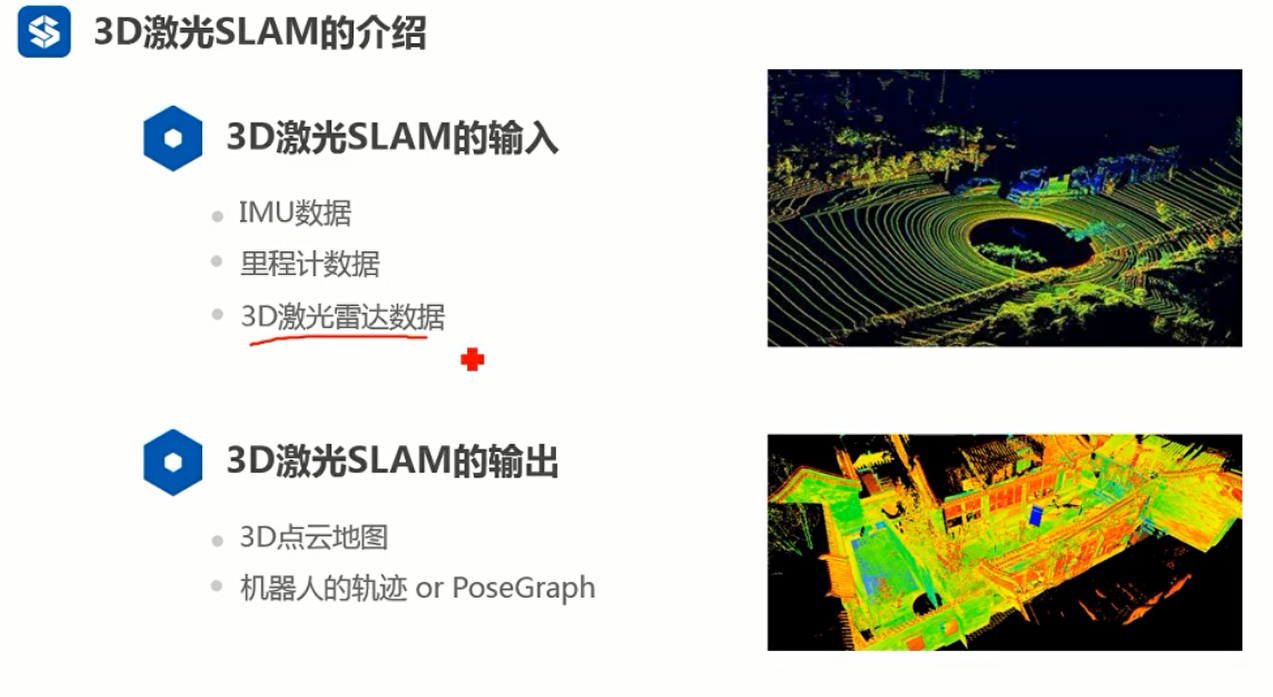 3D激光SLAM的介绍
3D激光SLAM的输入
IMU数据
里程计数据
3D激光雷达数据
3D激光SLAM的输出
3D点云地图
机器人的轨迹 or PoseGraph